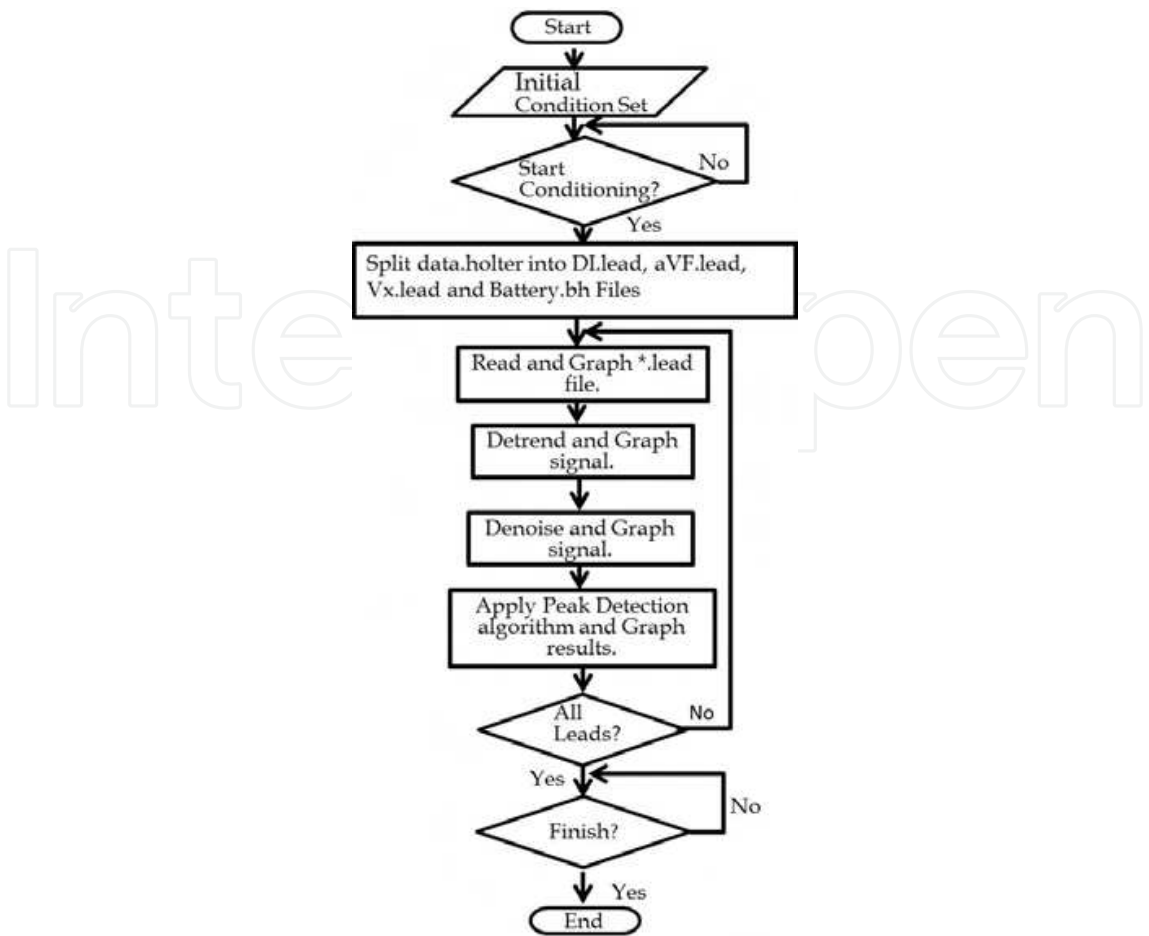 Start
Initial
Condition Set
No
Start
Conditioning?
Yes
Split data.holter into DI.lead, aVF.lead,
Vx.lead and Battery.bh Files
Read and Graph *.lead
file.
Detrend and Graph
signal.
Denoise and Graph
signal.
Apply Peak Detection
algorithm and Graph
results.
All
Leads?
No
Yes
No
Finish?
Yes
End
Inte
pen